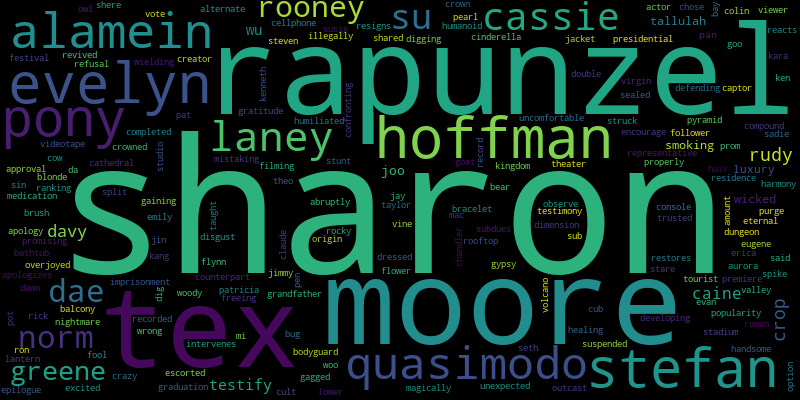 owl shere
vote
rooney
alamein
su
cassie
actor chose
colin viewer
steven cellphone susie crown
pearl cinderella
alternate
resigns
illegally
wu shared digging humanoid
jacket presidential
bay
tallulah
pan
goo
reacts
festival revived wielding
refusal creator
evelyn
rapunzel
double
kara
virgin
ken
kenneth
gratitude
confronting
sealed
defending captor
pony
pat
humiliated
uncomfortable
struck
pyramid
compound
videotape completed
crowned
laney
hoffman
encourage follower
sadie
cow
studio
mistaking
stunt
record
smoking prom
representative
rudy
approval da cathedral
blonde
filming
theater
goat
kingdom
properly
sin ranking split
theo
joo
bear
hair luxury
medication
gaining
abruptly
residence harmony
sharon
brush
emily
taught
jay
taylor
bracelet
mac
observe
testimony
console
trusted
wicked
amount
purge
apology
davy
promising
jin
disgust
origin
rocky
vine
dimension
sub
eternal
dungeon
bathtub
overjoyed
kang
flynn
claude
dressed
chandler
subdues
rooftop
restores
eugene
erica said
apologizes
imprisonment
counterpart
jimmy
flower
gypsy
stare
aurora
spike
dawn
dae
dig
woody patricia
freeing
pen
grandfather
moore
volcano
cub
tourist premiere
caine valley
evan
balcony
pot rick nightmare
tex
recorded
wrong
mi
bug
healing
developing
popularity
roman
crop
norm
intervenes
bodyguard
seth
suspended
stadium
handsome
ron
lantern
fool
escorted
woo
quasimodo
stefan
greene
crazy
testify
gagged
unexpected
outcast
option
epilogue excited
graduation
cult lower
magically